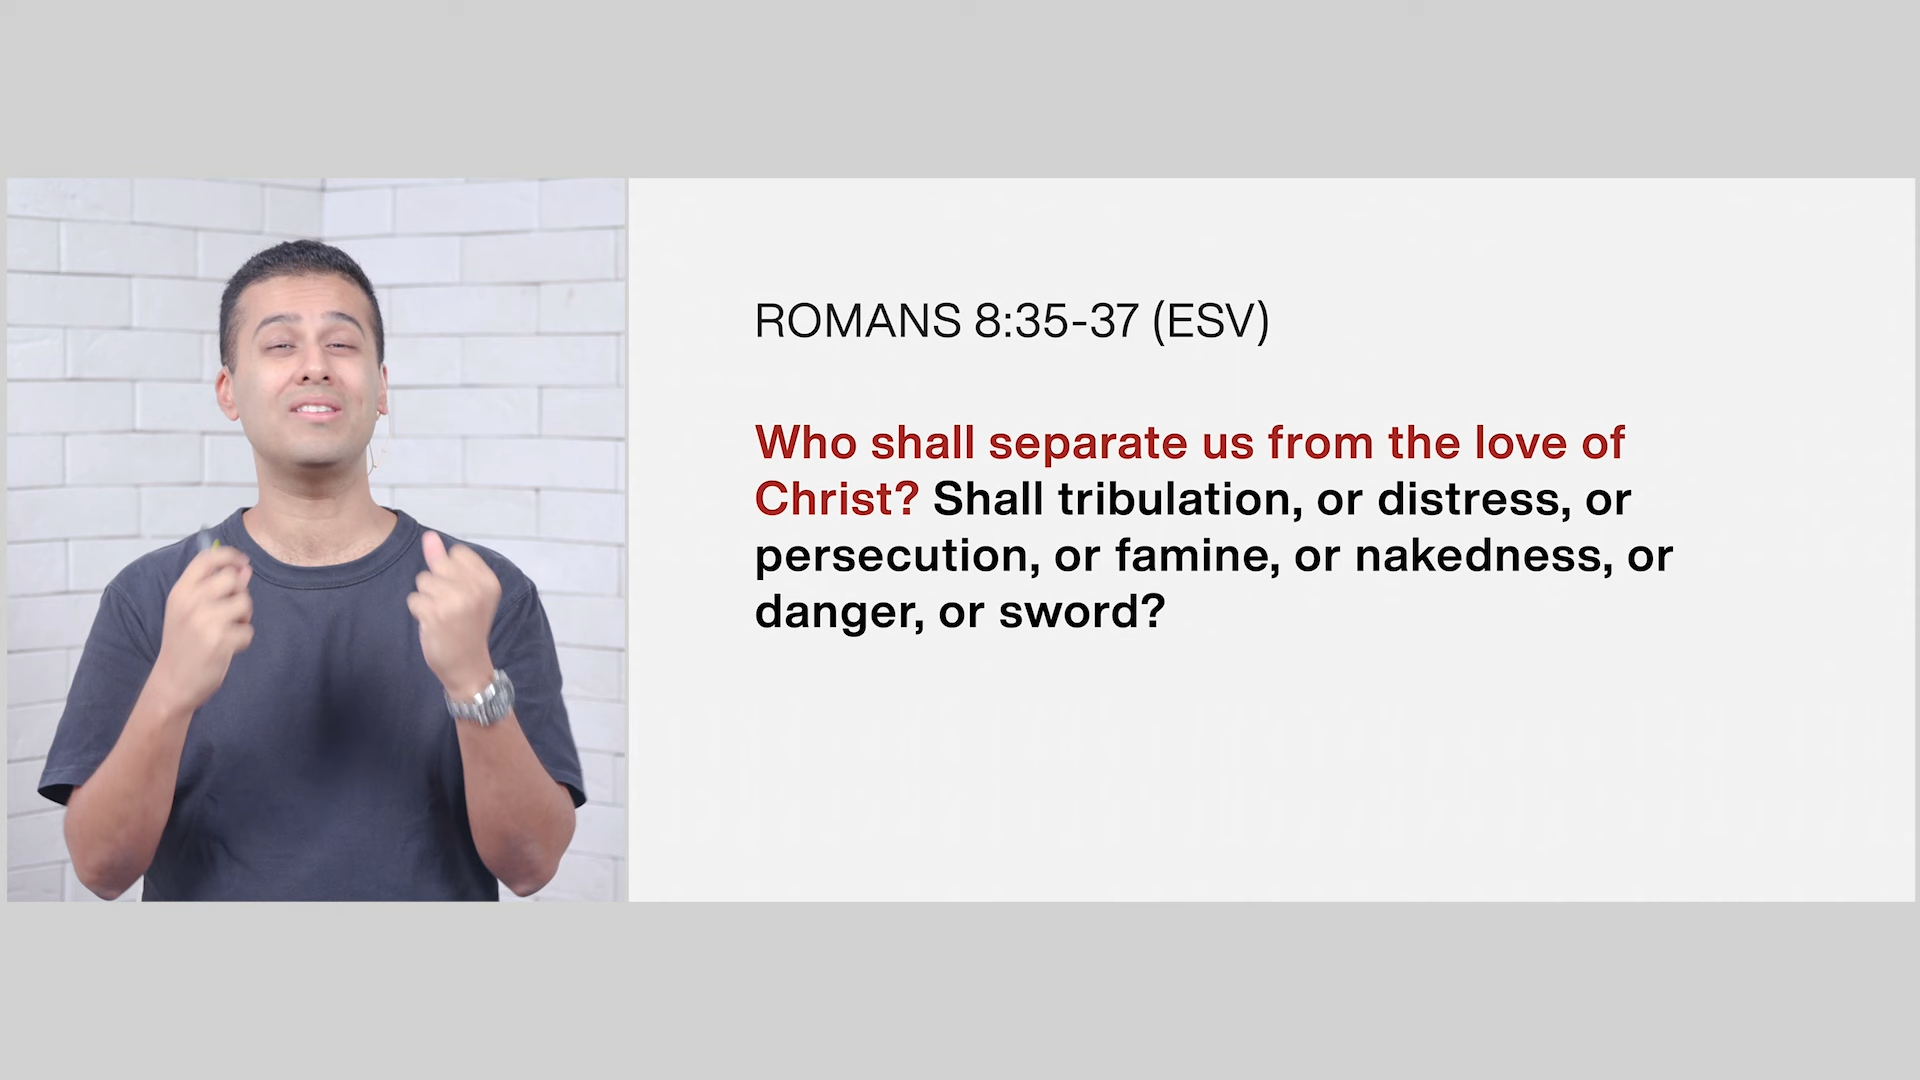 ROMANS 8:35-37 (ESV)
Who shall separate us from the love of
Christ? Shall tribulation, or distress, or
persecution, or famine, or nakedness, or
danger, or sword?